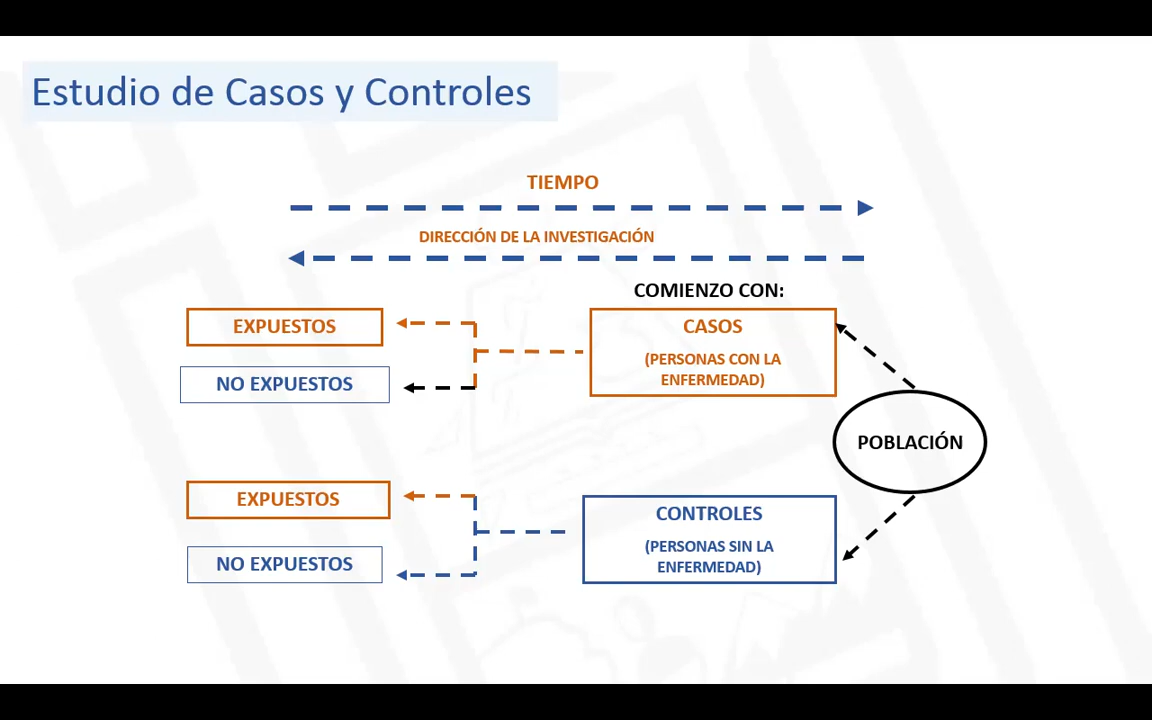 Estudio de Casos y Controles
TIEMPO
DIRECCIÓN DE LA INVESTIGACIÓN
COMIENZO CON:
EXPUESTOS
NO EXPUESTOS
CASOS
(PERSONAS CON LA
ENFERMEDAD)
POBLACIÓN
EXPUESTOS
NO EXPUESTOS
CONTROLES
(PERSONAS SIN LA
ENFERMEDAD)